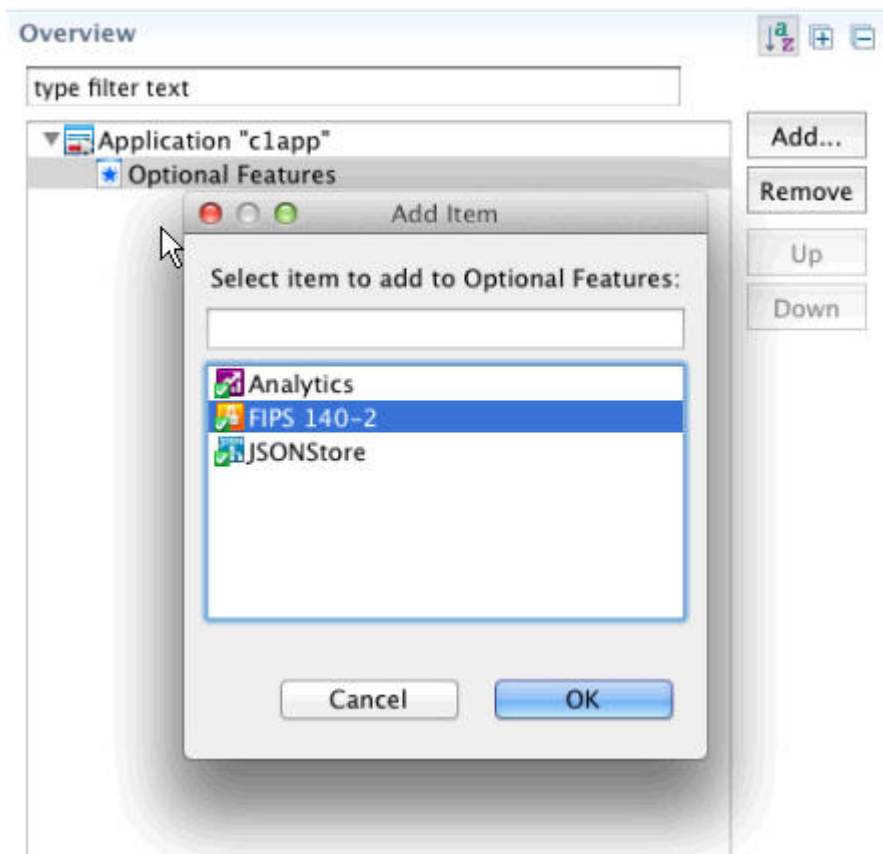 Overview
type filter text
Application "c1app"
Optional Features
Add...
Remove
Up
Down
Add Item
Select item to add to Optional Features:
Analytics
FIPS 140-2
JSONStore
Cancel
OK